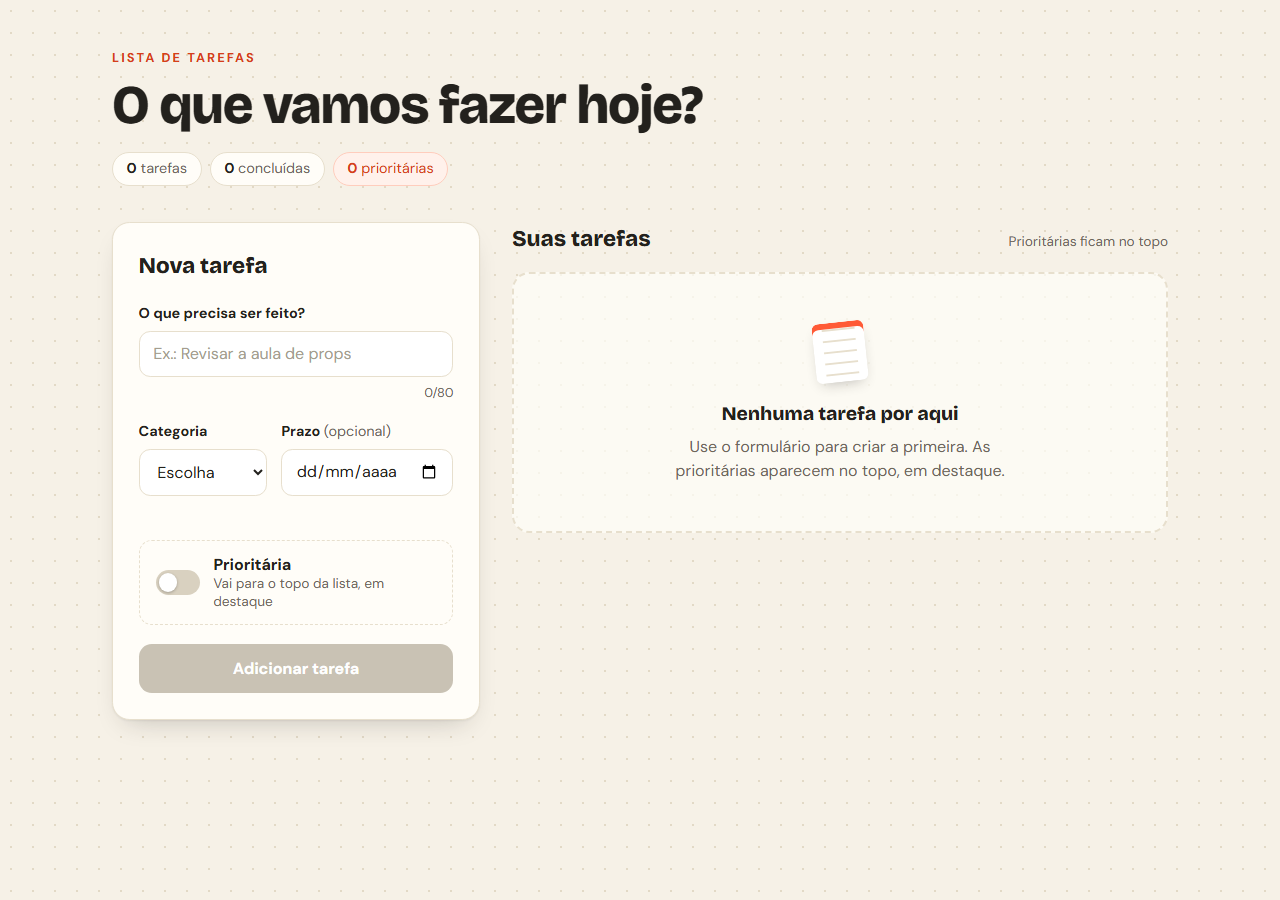 LISTA DE TAREFAS
O que vamos fazer hoje?
0 tarefas
0 concluídas
0 prioritárias
Nova tarefa
O que precisa ser feito?
Ex.: Revisar a aula de props
0/80
Categoria
Prazo (opcional)
Escolha
dd/mm/aaaa
Prioritária
Vai para o topo da lista, em
destaque
Adicionar tarefa
Suas tarefas
Prioritárias ficam no topo
Nenhuma tarefa por aqui
Use o formulário para criar a primeira. As
prioritárias aparecem no topo, em destaque.